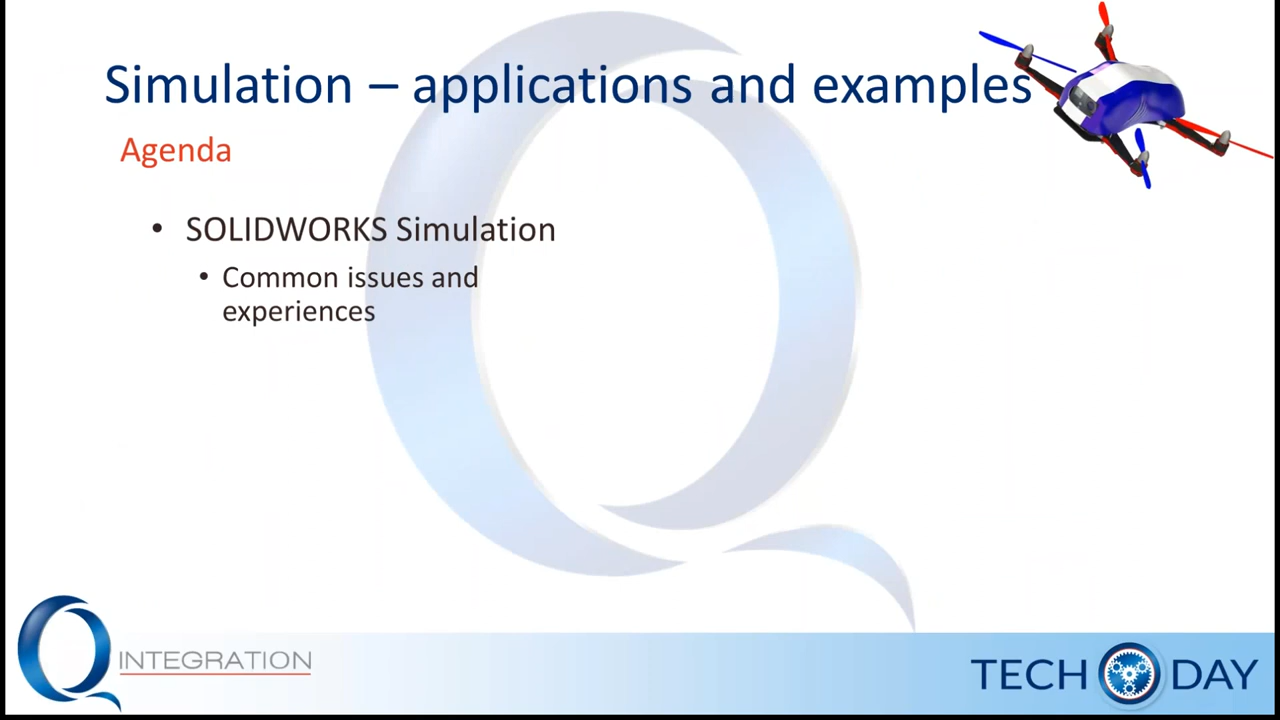 Simulation – applications and examples
Agenda
• SOLIDWORKS Simulation
• Common issues and
experiences
Q INTEGRATION
TECH DAY